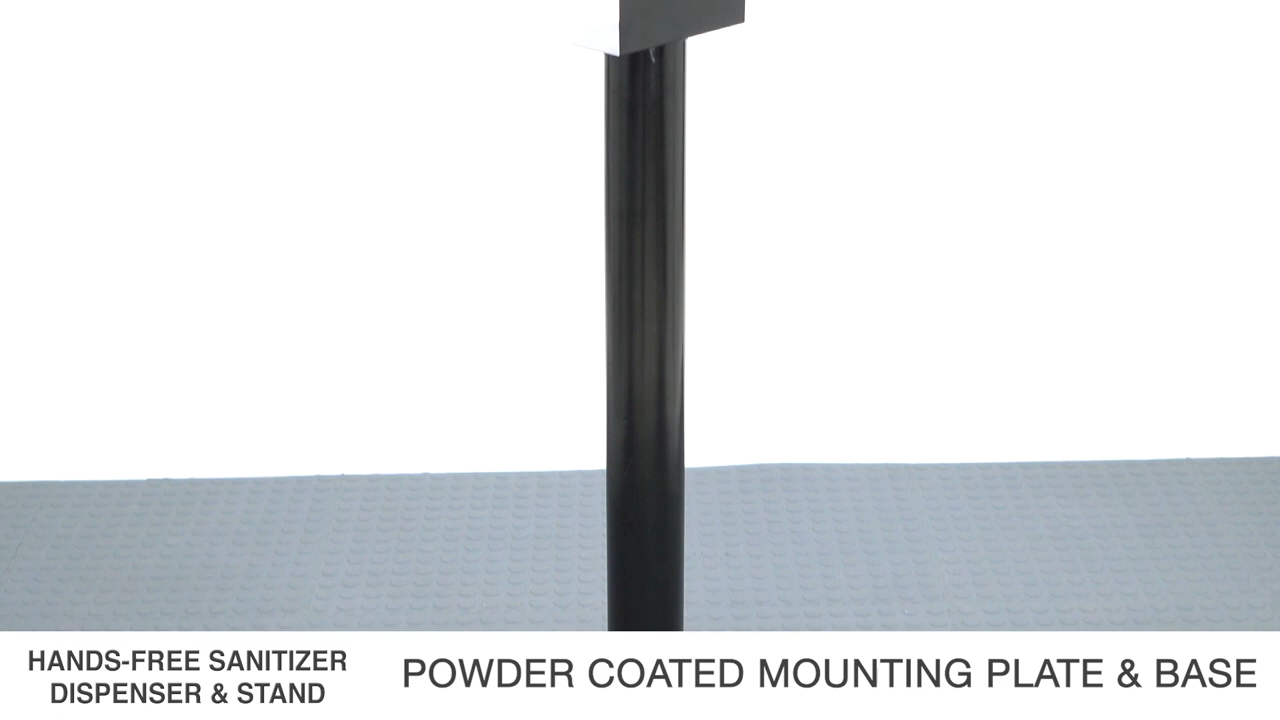 HANDS-FREE SANITIZER
DISPENSER & STAND
POWDER COATED MOUNTING PLATE & BASE